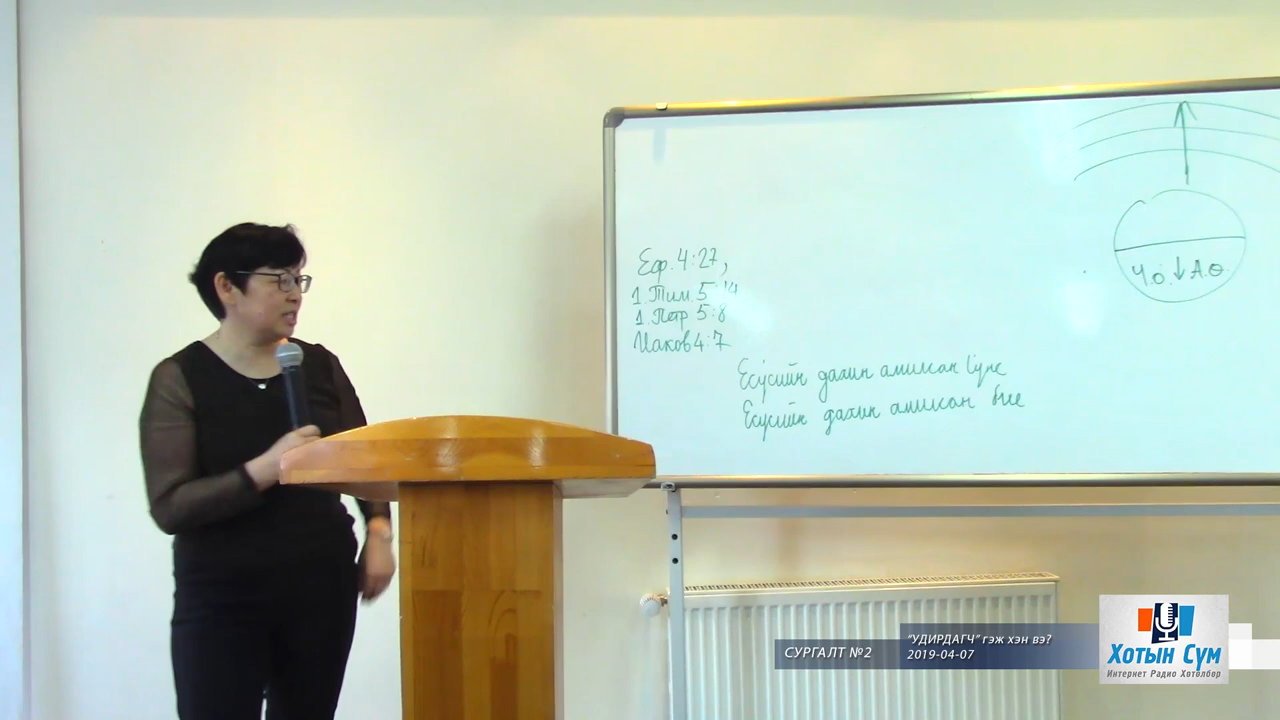 Еф. 4:27,
1. Тим. 5:14
1. Петр 5:8
Иаков 4:7
Есүсийн дахин амилсан сүнс
Есүсийн дахин амилсан бие
Ч.Ө. ↓ А.Ө.
СУРГАЛТ №2
"УДИРДАГЧ" гэж хэн вэ?
2019-04-07
Хотын Сүм
Интернет Радио Хөтөлбөр